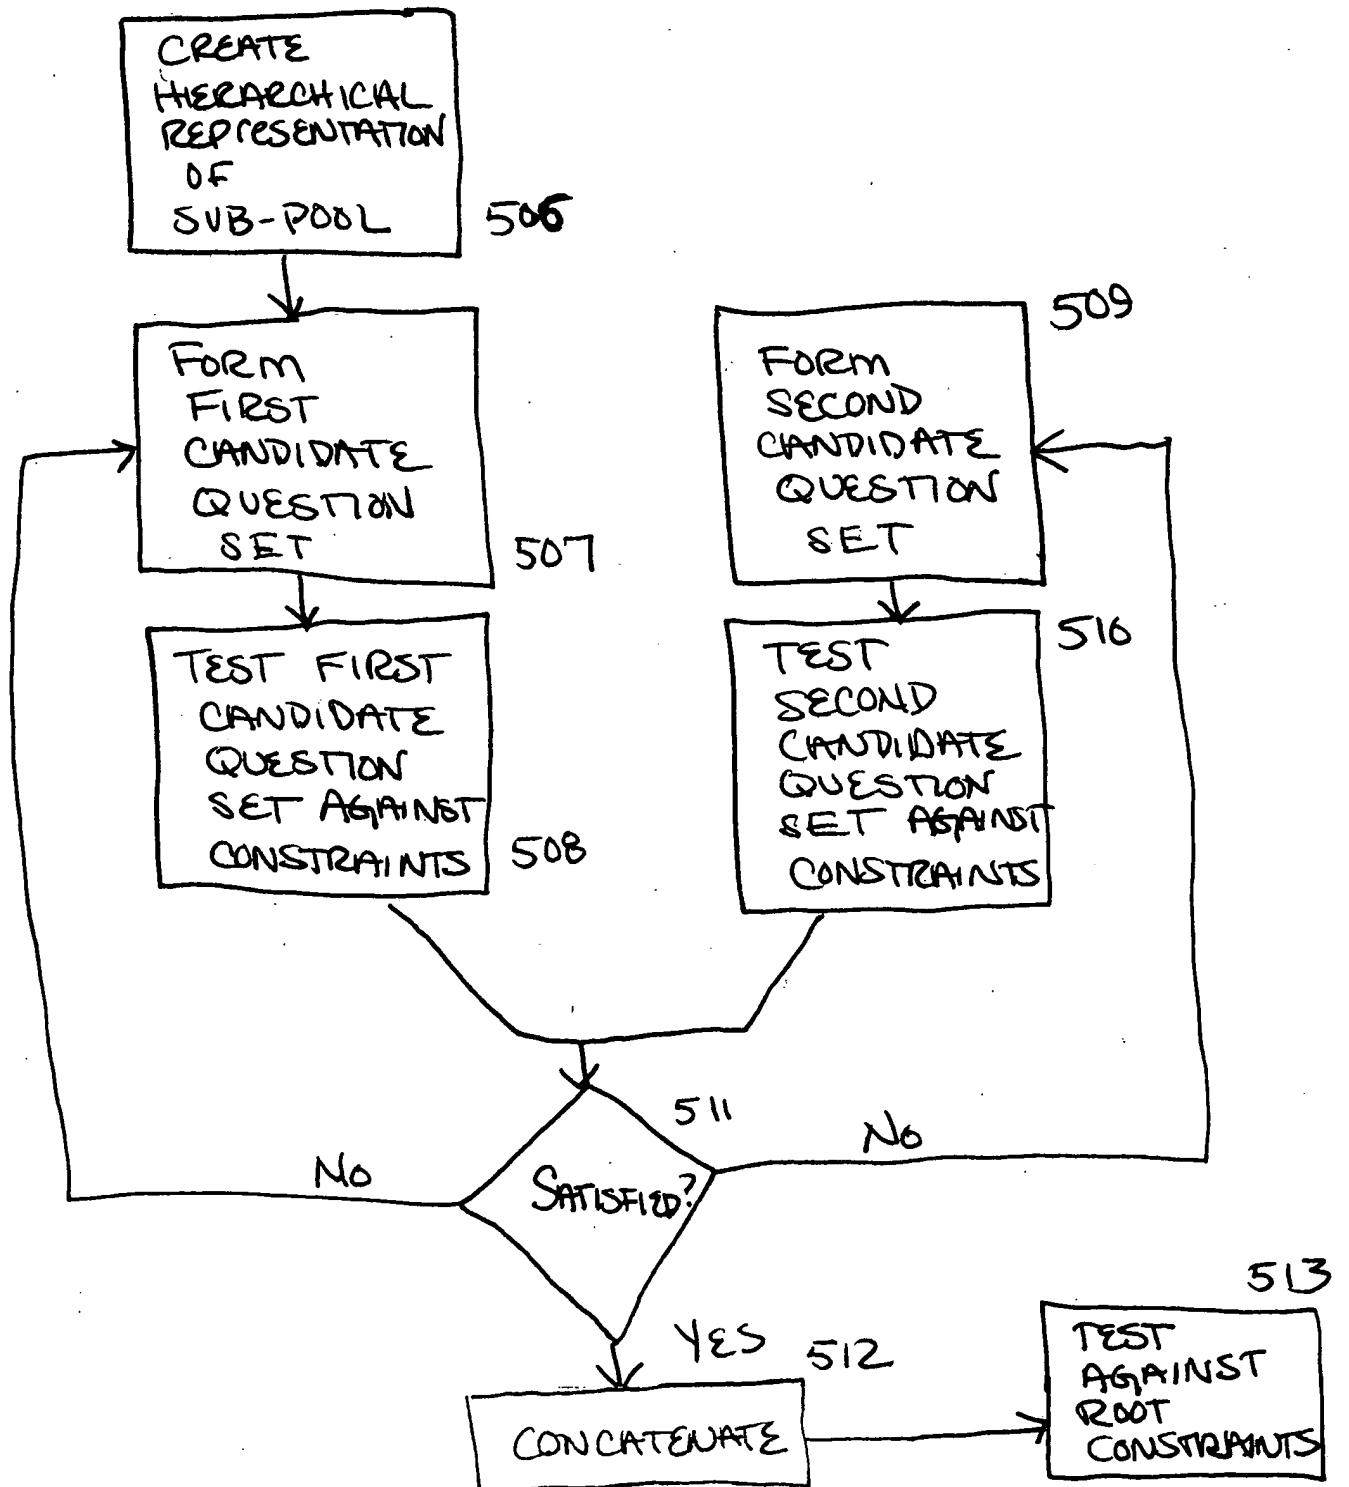 CREATE
HIERARCHICAL
REPRESENTATION
OF
SUB-POOL
506
FORM
FIRST
CANDIDATE
QUESTION
SET
507
509
FORM
SECOND
CANDIDATE
QUESTION
SET
TEST FIRST
CANDIDATE
QUESTION
SET AGAINST
CONSTRAINTS
508
510
TEST
SECOND
CANDIDATE
QUESTION
SET AGAINST
CONSTRAINTS
511
SATISFIED?
NO
NO
YES
512
CONCATENATE
513
TEST
AGAINST
ROOT
CONSTRAINTS